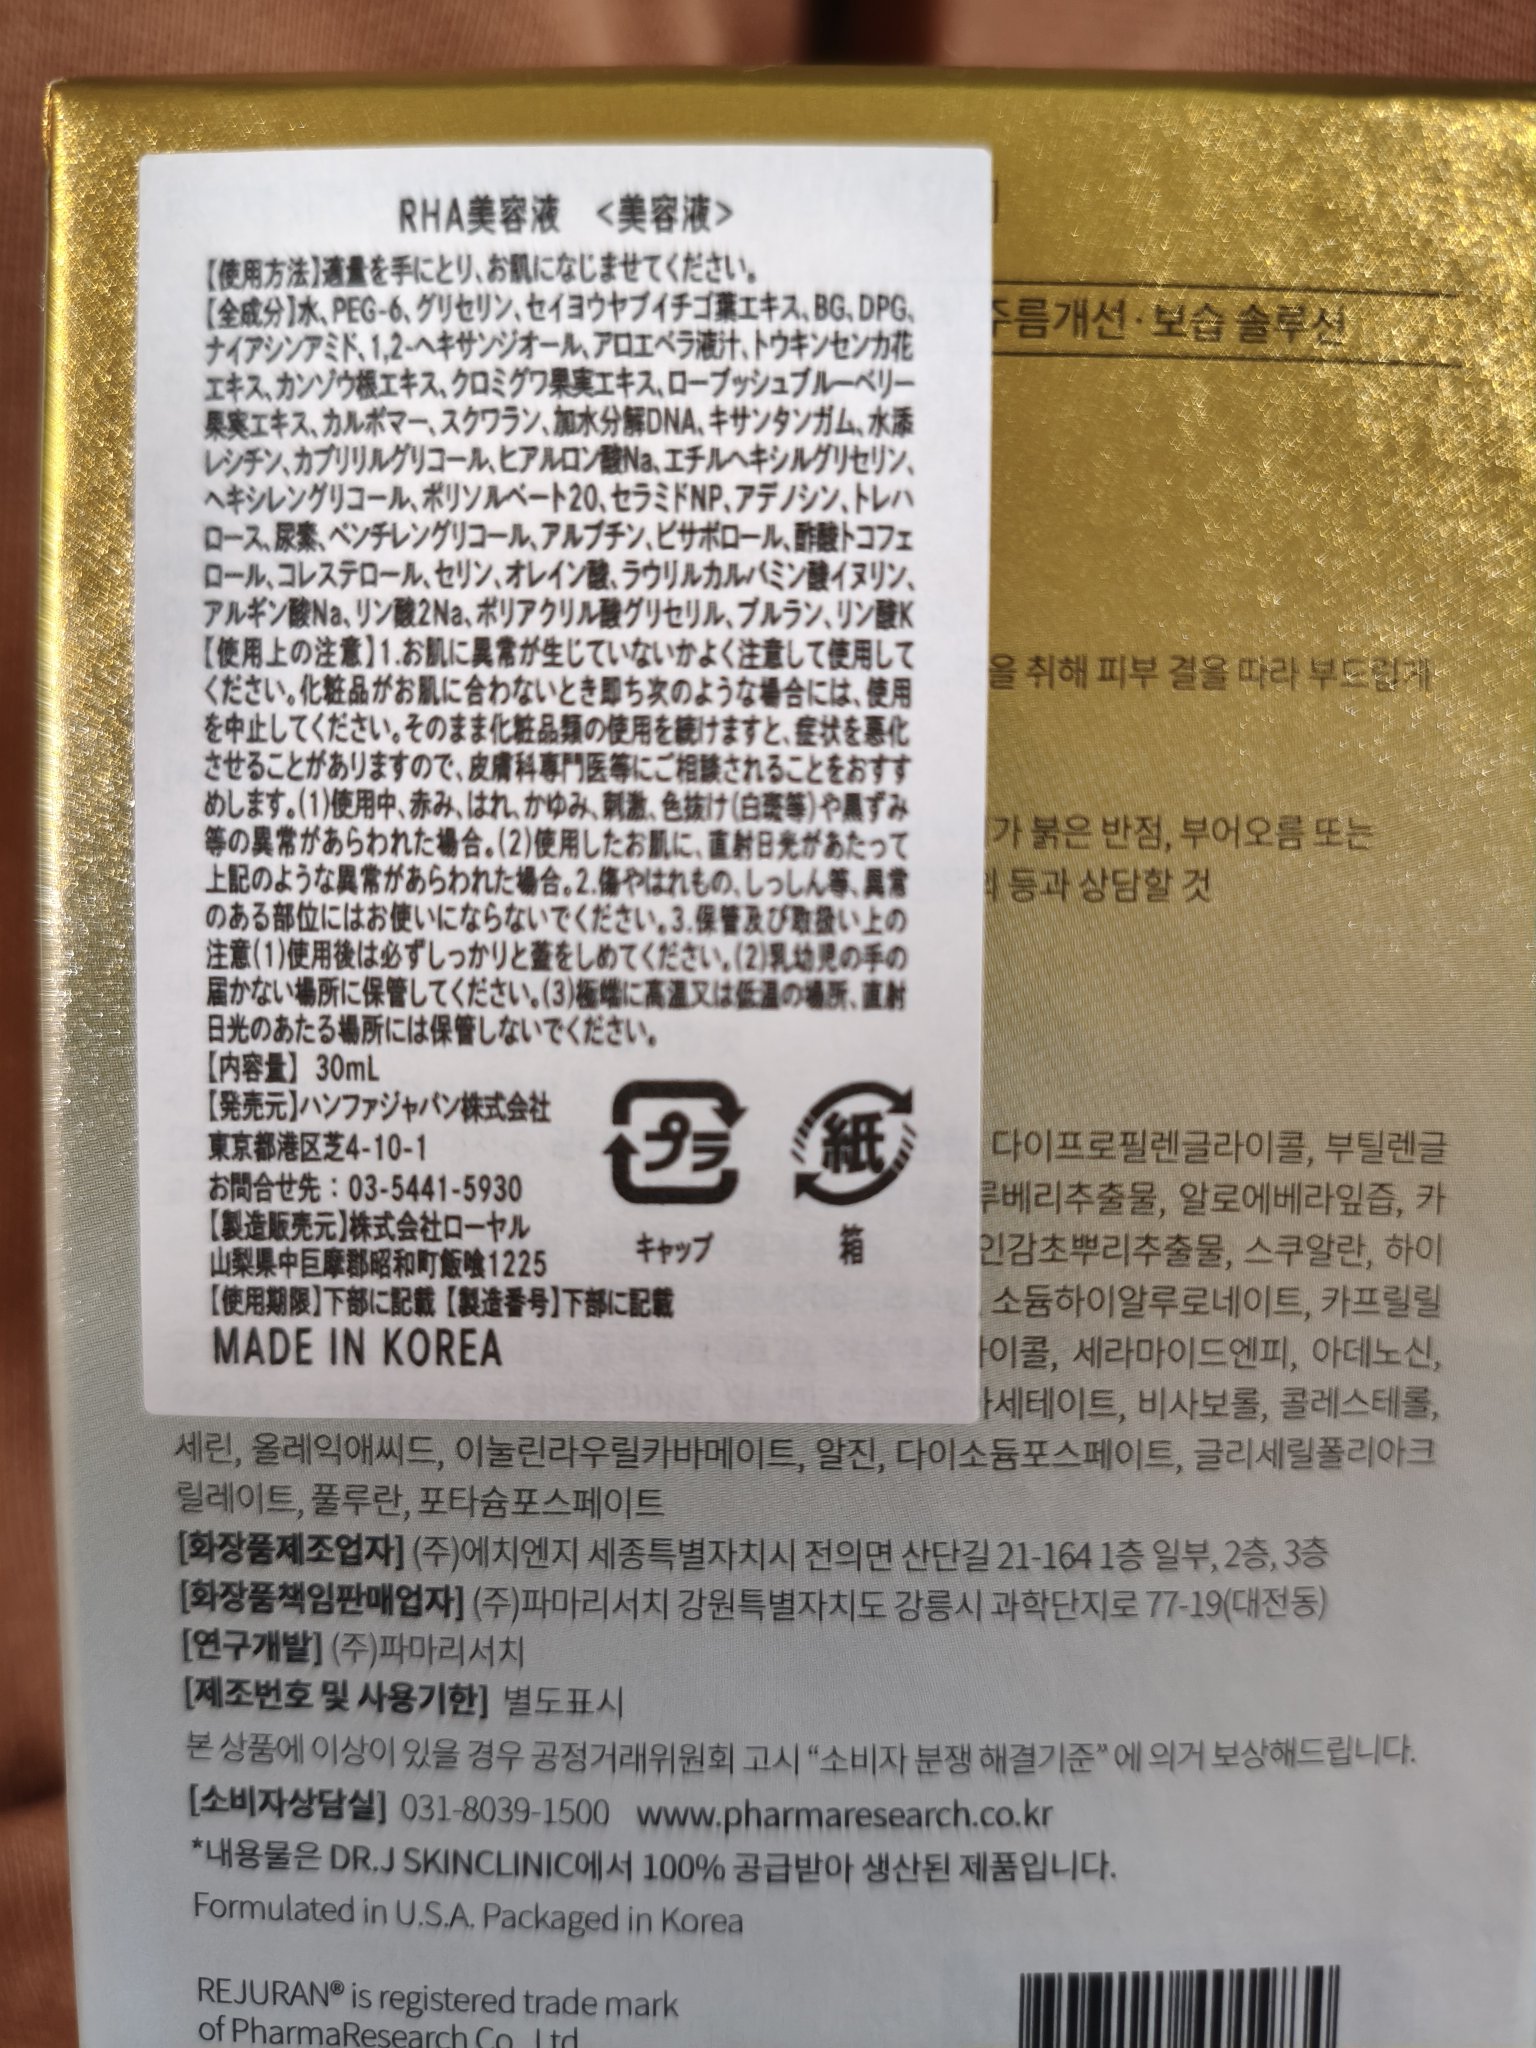 RHA美容液　＜美容液＞
【使用方法】適量を手にとり、お肌になじませてください。
【全成分】水、PEG-6、グリセリン、セイヨウヤブイチゴ葉エキス、BG、DPG、
ナイアシンアミド、1,2-ヘキサンジオール、アロエベラ液汁、トウキンセンカ花
エキス、カンゾウ根エキス、クロミグワ果実エキス、ローブッシュブルーベリー
果実エキス、カルボマー、スクワラン、加水分解DNA、キサンタンガム、水添
レシチン、カプリリルグリコール、ヒアルロン酸Na、エチルヘキシルグリセリン、
ヘキシレングリコール、ポリソルベート20、セラミドNP、アデノシン、トレハ
ロース、尿素、ペンチレングリコール、アルブチン、ビサボロール、酢酸トコフェ
ロール、コレステロール、セリン、オレイン酸、ラウリルカルバミン酸イヌリン、
アルギン酸Na、リン酸2Na、ポリアクリル酸グリセリル、プルラン、リン酸K
【使用上の注意】1.お肌に異常が生じていないかよく注意して使用して
ください。化粧品がお肌に合わないとき即ち次のような場合には、使用
を中止してください。そのまま化粧品類の使用を続けますと、症状を悪化
させることがありますので、皮膚科専門医等にご相談されることをおすす
めします。(1)使用中、赤み、はれ、かゆみ、刺激、色抜け(白斑等)や黒ずみ
等の異常があらわれた場合。(2)使用したお肌に、直射日光があたって
上記のような異常があらわれた場合。2.傷やはれもの、しっしん等、異常
のある部位にはお使いにならないでください。3.保管及び取扱い上の
注意(1)使用後は必ずしっかりと蓋をしめてください。(2)乳幼児の手の
届かない場所に保管してください。(3)極端に高温又は低温の場所、直射
日光のあたる場所には保管しないでください。
【内容量】 30mL
【発売元】ハンファジャパン株式会社
東京都港区芝4-10-1
お問合せ先：03-5441-5930
【製造販売元】株式会社ローヤル
山梨県中巨摩郡昭和町飯喰1225
【使用期限】下部に記載【製造番号】下部に記載
MADE IN KOREA
プラ
キャップ
紙
箱
주름개선·보습 솔루션
을 취해 피부 결을 따라 부드럽게
가 붉은 반점, 부어오름 또는
등과 상담할 것
다이프로필렌글라이콜, 부틸렌글
루베리추출물, 알로에베라잎즙, 카
인감초뿌리추출물, 스쿠알란, 하이
소듐하이알루로네이트, 카프릴릴
이콜, 세라마이드엔피, 아데노신,
아세테이트, 비사보롤, 콜레스테롤,
세린, 올레익애씨드, 이눌린라우릴카바메이트, 알진, 다이소듐포스페이트, 글리세릴폴리아크
릴레이트, 풀루란, 포타슘포스페이트
[화장품제조업자] (주)에치엔지 세종특별자치시 전의면 산단길 21-164 1층 일부, 2층, 3층
[화장품책임판매업자] (주)파마리서치 강원특별자치도 강릉시 과학단지로 77-19(대전동)
[연구개발] (주)파마리서치
[제조번호 및 사용기한] 별도표시
본 상품에 이상이 있을 경우 공정거래위원회 고시 “소비자 분쟁 해결기준” 에 의거 보상해드립니다.
[소비자상담실] 031-8039-1500 www.pharmaresearch.co.kr
*내용물은 DR.J SKINCLINIC에서 100% 공급받아 생산된 제품입니다.
Formulated in U.S.A. Packaged in Korea
REJURAN® is registered trade mark
of PharmaResearch Co., Ltd.